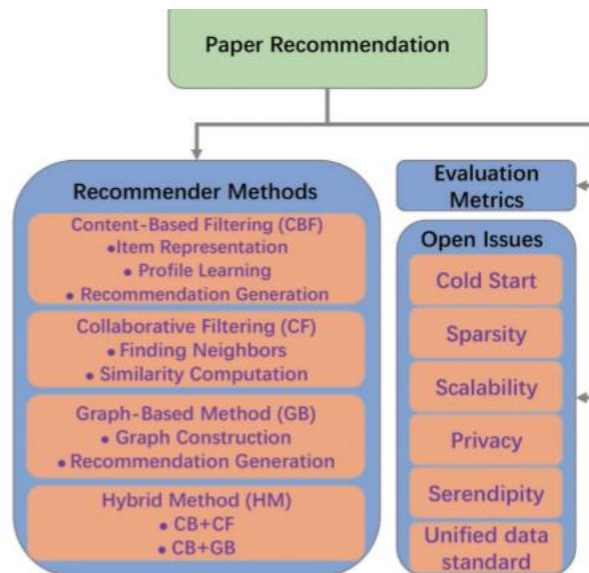 Paper Recommendation
Recommender Methods
Content-Based Filtering (CBF)
•Item Representation
• Profile Learning
• Recommendation Generation
Collaborative Filtering (CF)
• Finding Neighbors
• Similarity Computation
Graph-Based Method (GB)
• Graph Construction
• Recommendation Generation
Hybrid Method (HM)
• CB+CF
• CB+GB
Evaluation
Metrics
Open Issues
Cold Start
Sparsity
Scalability
Privacy
Serendipity
Unified data
standard